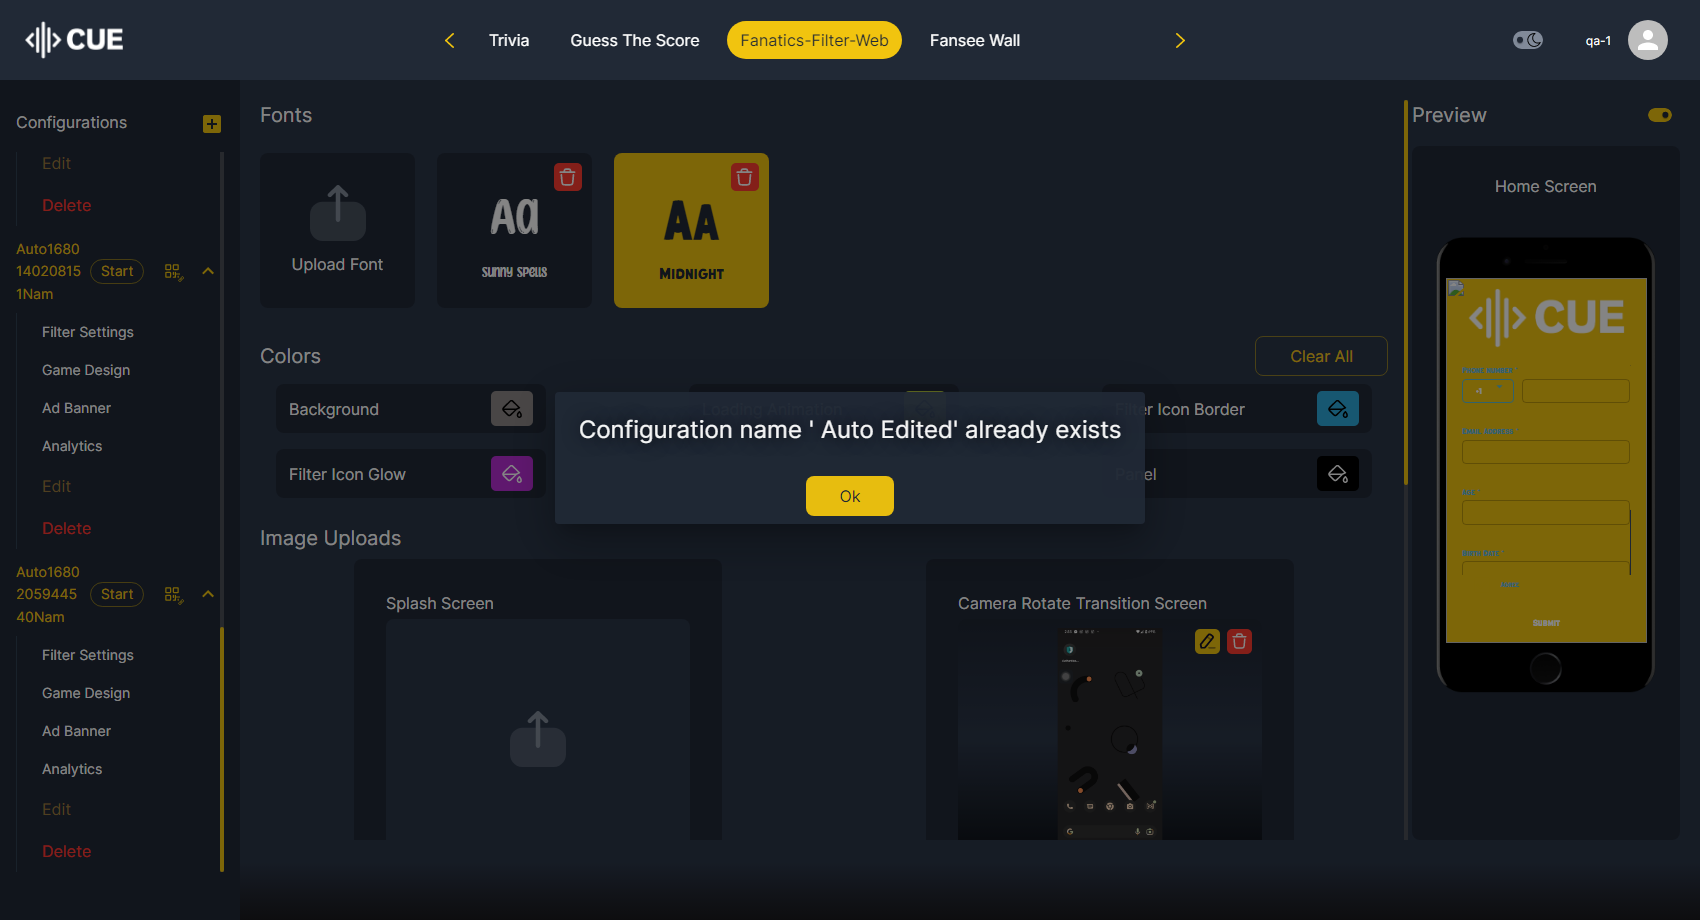 CUE
Trivia
Guess The Score
Fanatics-Filter-Web
Fansee Wall
qa-1
Configurations
Edit
Delete
Auto1680
14020815
1Nam
Start
Filter Settings
Game Design
Ad Banner
Analytics
Edit
Delete
Auto1680
2059445
40Nam
Start
Filter Settings
Game Design
Ad Banner
Analytics
Edit
Delete
Fonts
Upload Font
Aa
Sunny Spells
Aa
Midnight
Colors
Clear All
Background
Loading Animation
Filter Icon Border
Filter Icon Glow
Panel
Configuration name ' Auto Edited' already exists
Ok
Image Uploads
Splash Screen
Camera Rotate Transition Screen
Preview
Home Screen
CUE
Phone Number *
+1
Email Address *
Age *
Birth Date *
Submit